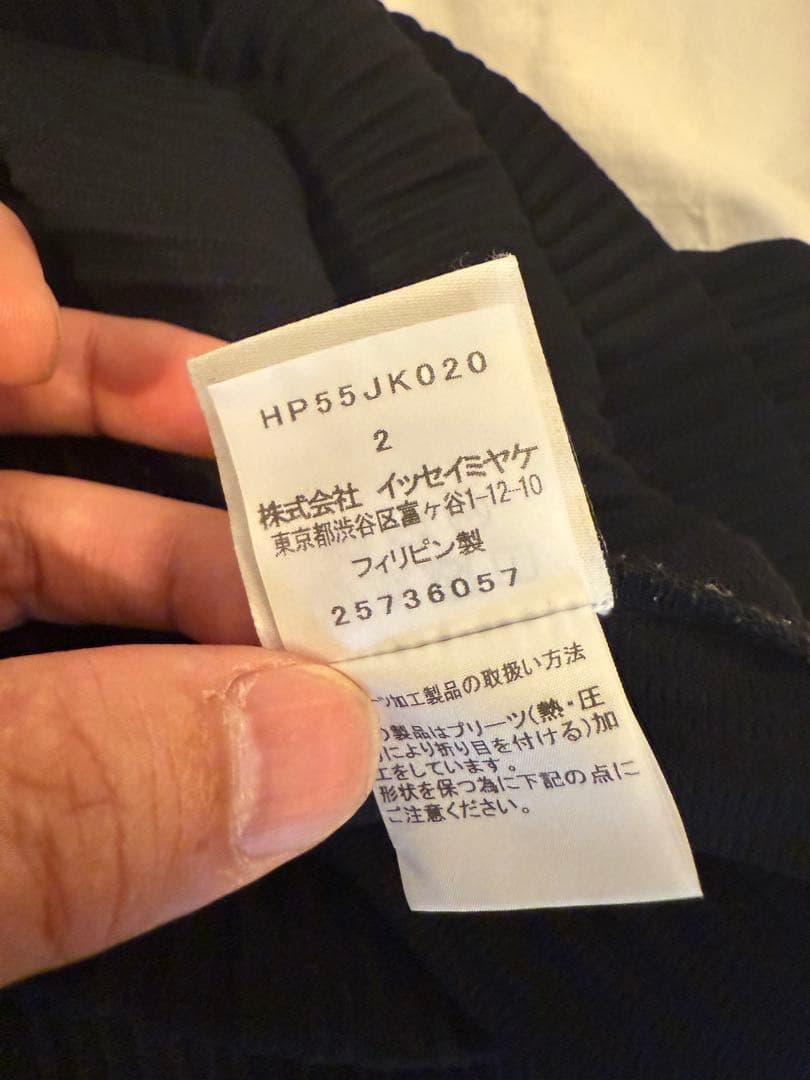 HP55JK020
2
株式会社 イッセイミヤケ
東京都渋谷区富ヶ谷1-12-10
フィリピン製
25736057
ーツ加工製品の取扱い方法
の製品はプリーツ(熱・圧
により折り目を付ける)加
工をしています。
形状を保つ為に下記の点に
ご注意ください。